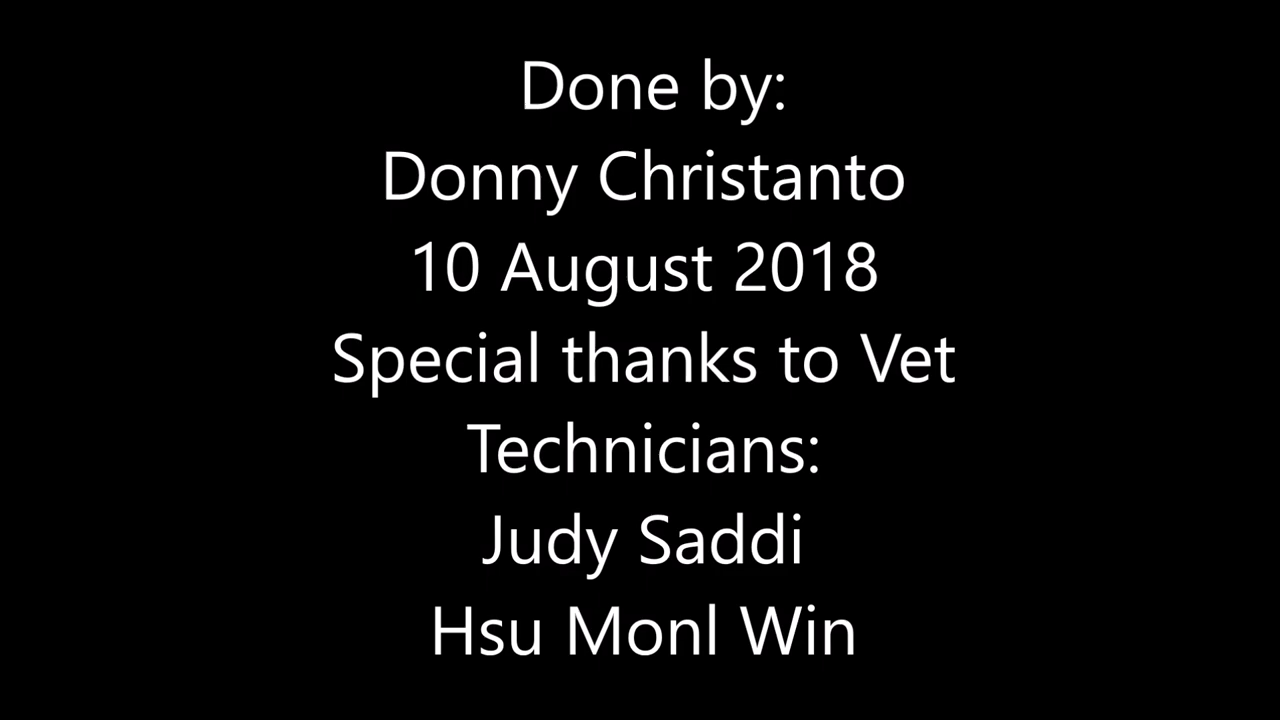 Done by:
Donny Christanto
10 August 2018
Special thanks to Vet
Technicians:
Judy Saddi
Hsu Monl Win